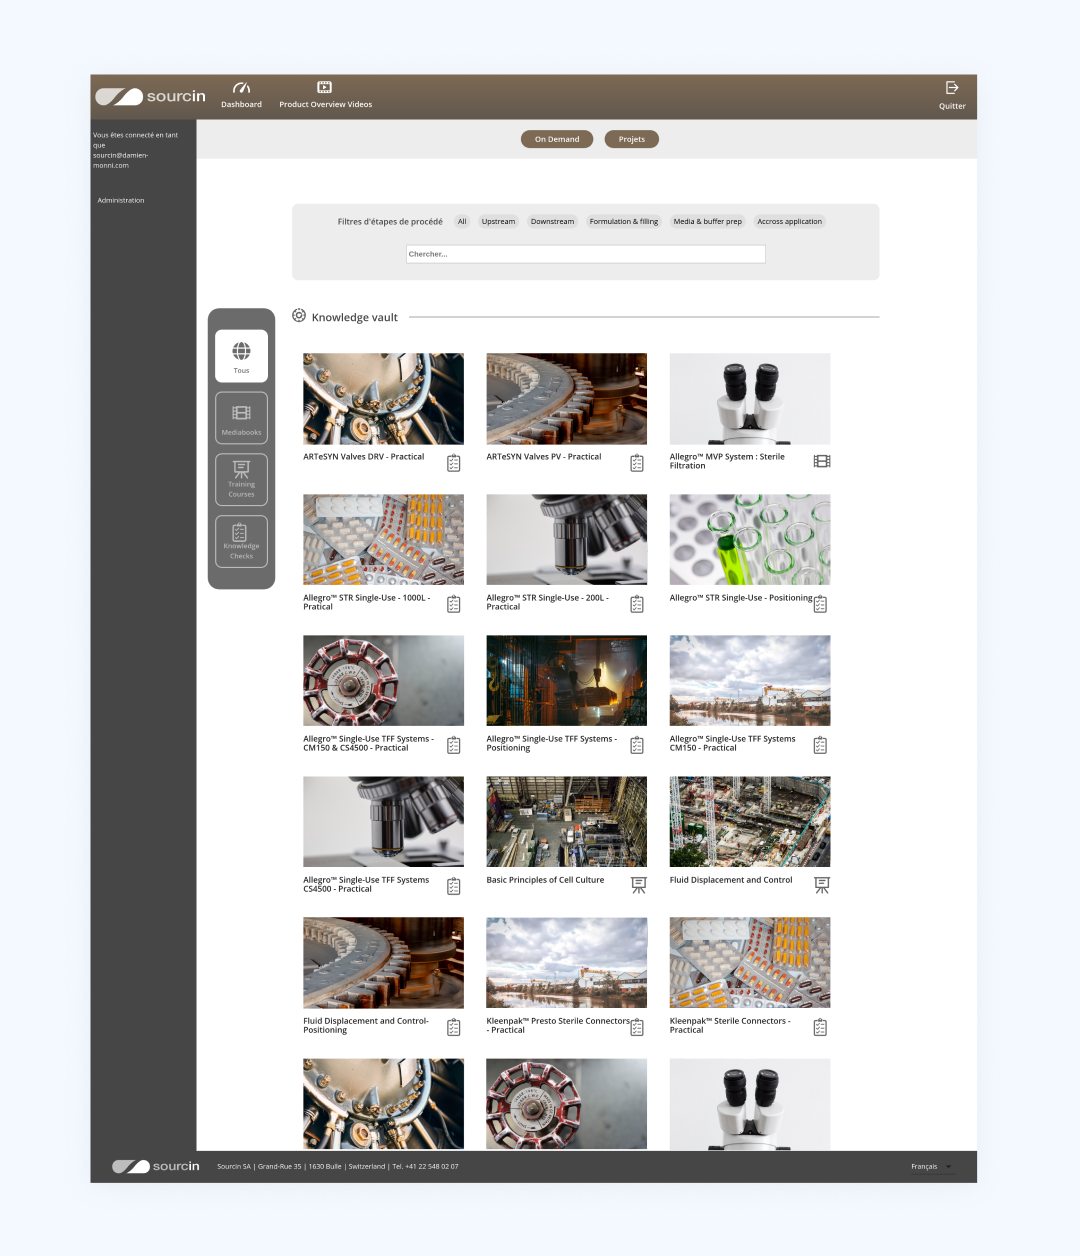 sourcin
Dashboard
Product Overview Videos
Quitter
Vous êtes connecté en tant
que
sourcin@damien-
monni.com
Administration
On Demand
Projets
Filtres d'étapes de procédé
All
Upstream
Downstream
Formulation & filling
Media & buffer prep
Accross application
Chercher...
Tous
Mediabooks
Training
Courses
Knowledge
Checks
Knowledge vault
ARTeSYN Valves DRV - Practical
ARTeSYN Valves PV - Practical
Allegro™ MVP System : Sterile
Filtration
Allegro™ STR Single-Use - 1000L -
Pratical
Allegro™ STR Single-Use - 200L -
Practical
Allegro™ STR Single-Use - Positioning
Allegro™ Single-Use TFF Systems -
CM150 & CS4500 - Practical
Allegro™ Single-Use TFF Systems -
Positioning
Allegro™ Single-Use TFF Systems
CM150 - Practical
Allegro™ Single-Use TFF Systems
CS4500 - Practical
Basic Principles of Cell Culture
Fluid Displacement and Control
Fluid Displacement and Control-
Positioning
Kleenpak™ Presto Sterile Connectors
- Practical
Kleenpak™ Sterile Connectors -
Practical
sourcin
Sourcin SA | Grand-Rue 35 | 1630 Bulle | Switzerland | Tel. +41 22 548 02 07
Français